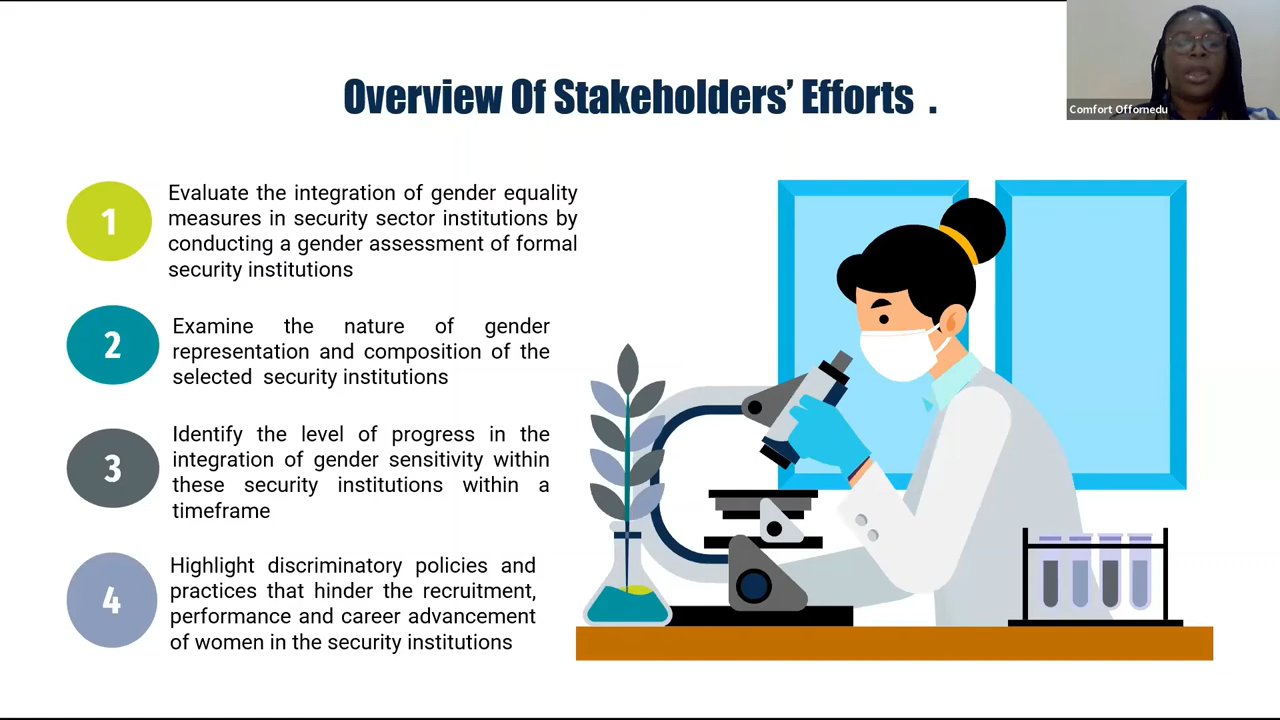 Overview Of Stakeholders’ Efforts .
Comfort Offornedu
1
Evaluate the integration of gender equality
measures in security sector institutions by
conducting a gender assessment of formal
security institutions
2
Examine the nature of gender
representation and composition of the
selected security institutions
3
Identify the level of progress in the
integration of gender sensitivity within
these security institutions within a
timeframe
4
Highlight discriminatory policies and
practices that hinder the recruitment,
performance and career advancement
of women in the security institutions